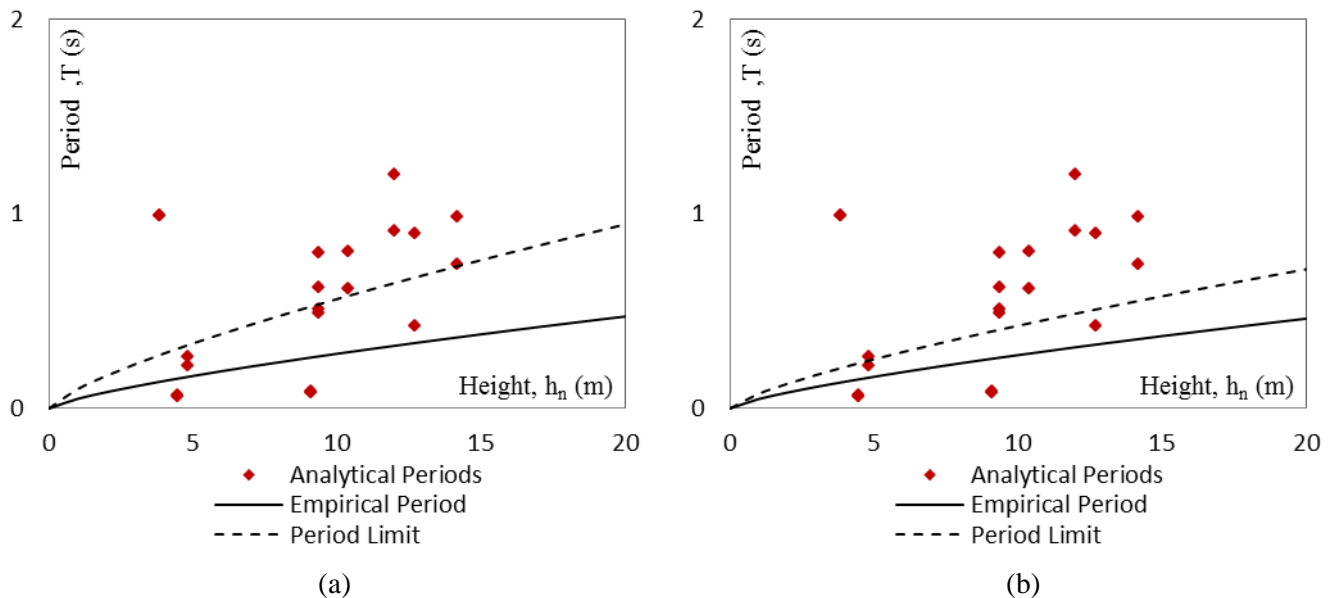 2
1
0
Period ,T (s)
Height, hₙ (m)
0 5 10 15 20
Analytical Periods
Empirical Period
Period Limit
(a)
2
1
0
Period ,T (s)
Height, hₙ (m)
0 5 10 15 20
Analytical Periods
Empirical Period
Period Limit
(b)